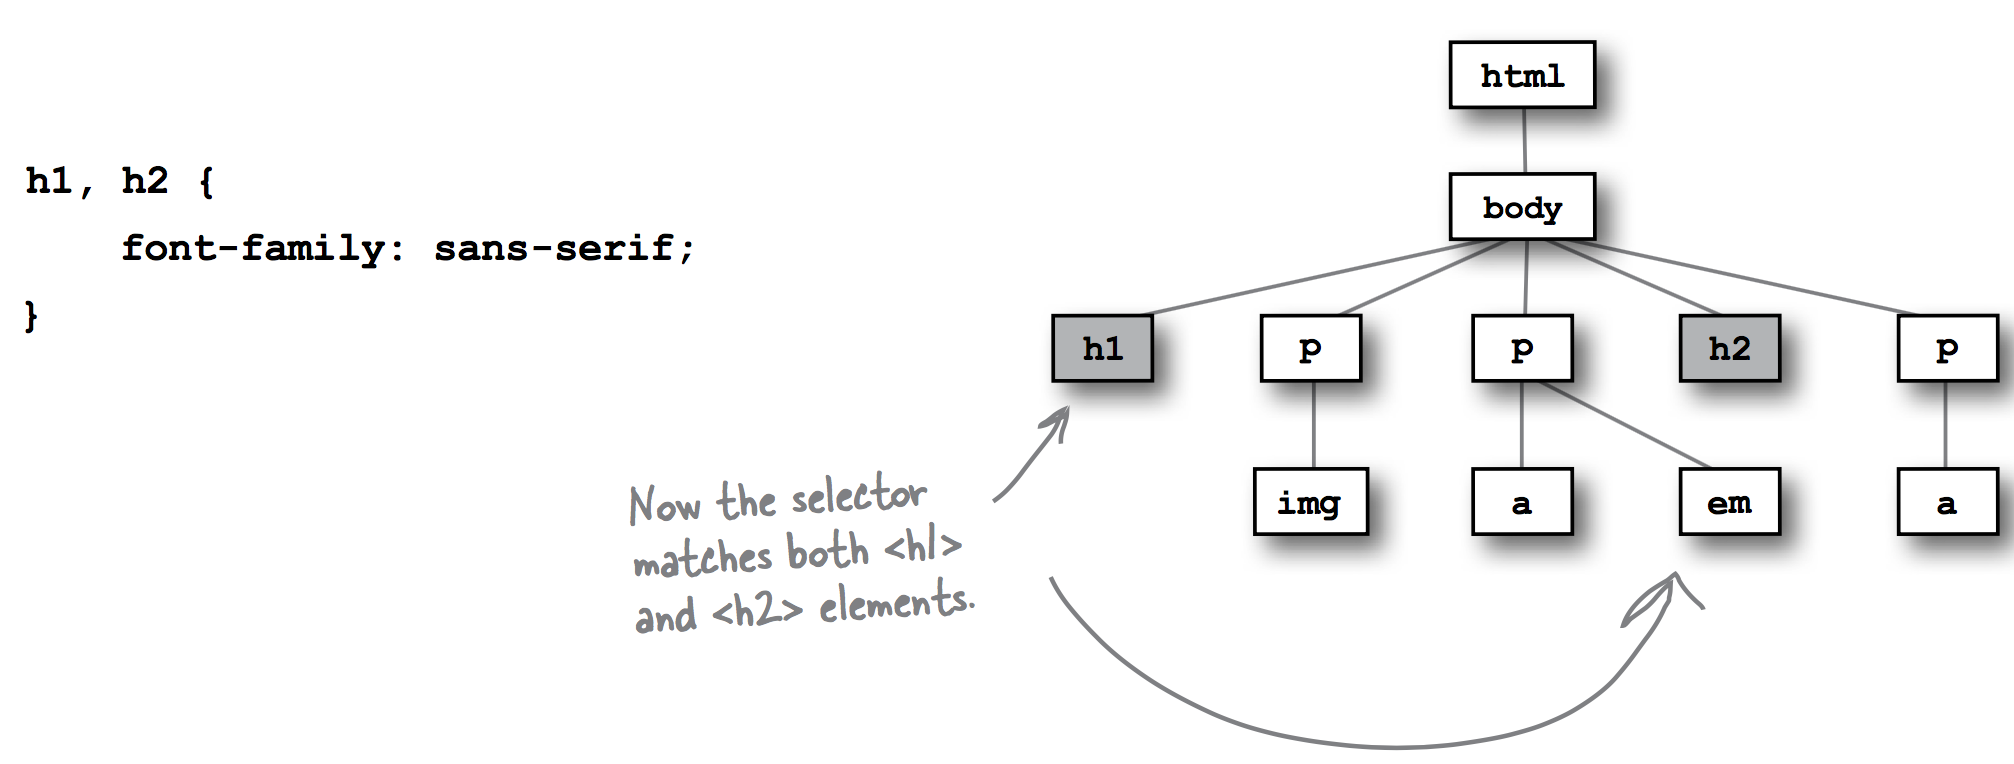 h1, h2 {
    font-family: sans-serif;
}
html
body
h1 p p h2 p
img a em a
Now the selector
matches both <h1>
and <h2> elements.